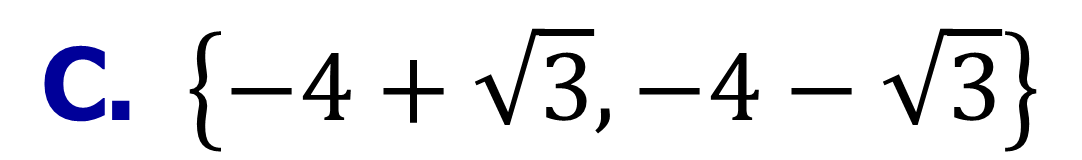 C. {−4 + √3, −4 − √3}